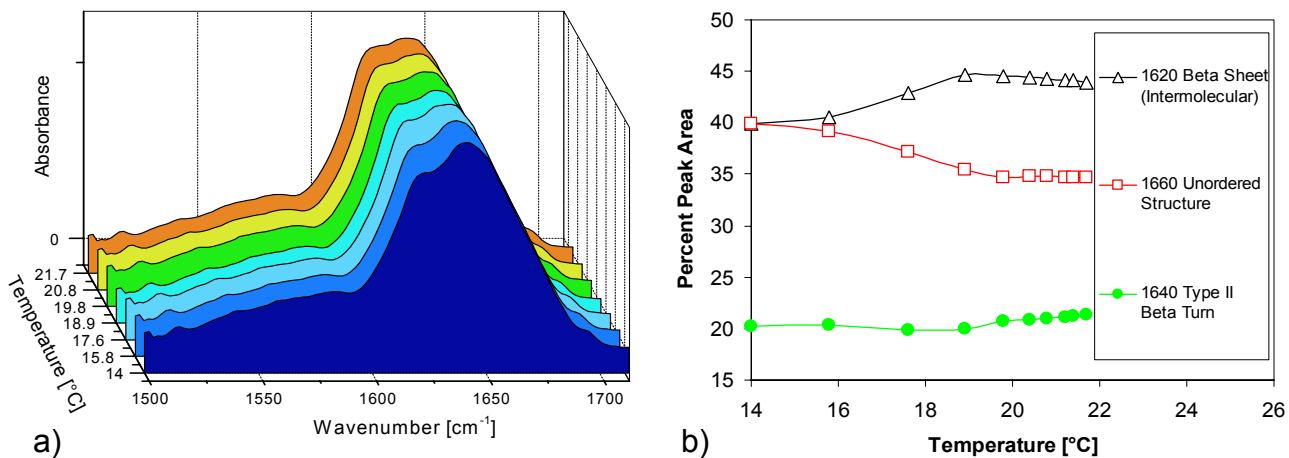 Absorbance
0
21.7
20.8
19.8
18.9
17.6
15.8
14
Temperature [°C]
1500
1550
1600
1650
1700
Wavenumber [cm-1]
a)
50
45
40
35
30
25
20
15
Percent Peak Area
14
16
18
20
22
24
26
Temperature [°C]
1620 Beta Sheet
(Intermolecular)
1660 Unordered
Structure
1640 Type II
Beta Turn
b)